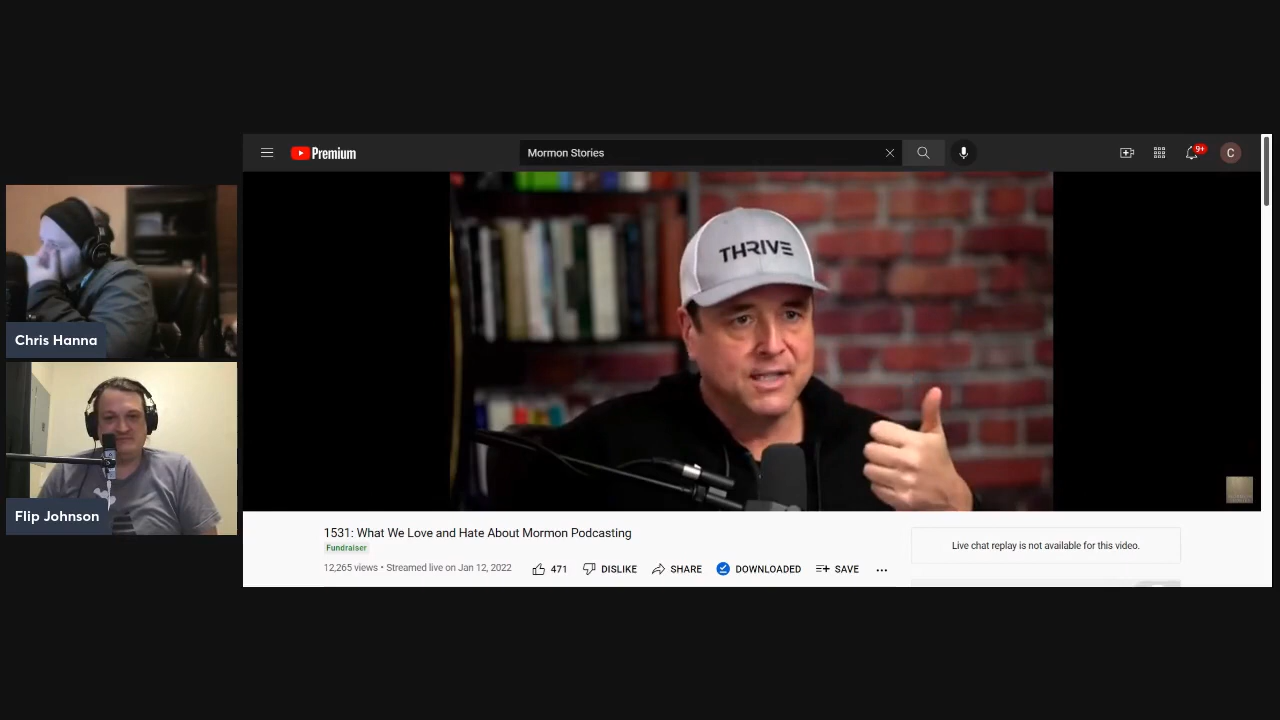 Premium
Mormon Stories
9+
C
THRIVE
Chris Hanna
Flip Johnson
1531: What We Love and Hate About Mormon Podcasting
Fundraiser
12,265 views • Streamed live on Jan 12, 2022
471
DISLIKE
SHARE
DOWNLOADED
SAVE
Live chat replay is not available for this video.